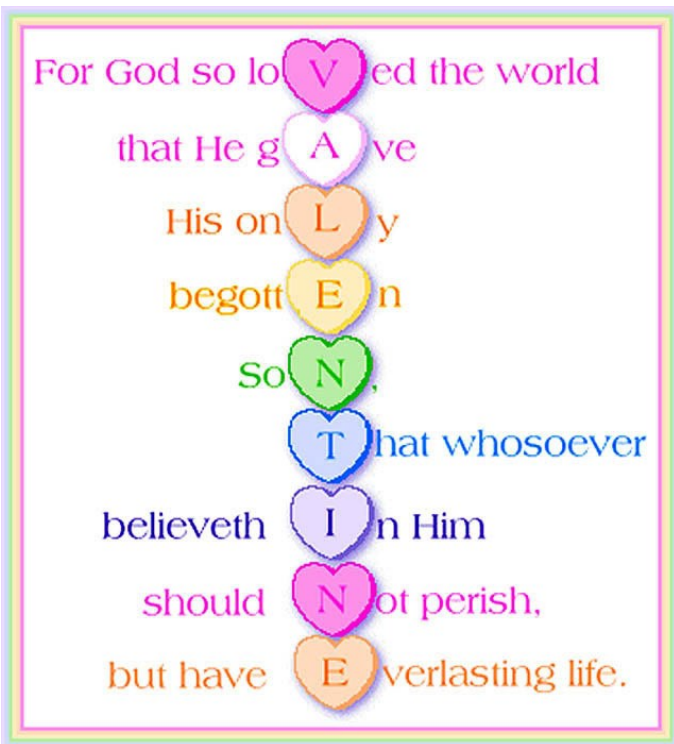 For God so loVed the world
that He gAve
His onLy
begottEn
SoN,
That whosoever
believeth In Him
should Not perish,
but have Everlasting life.